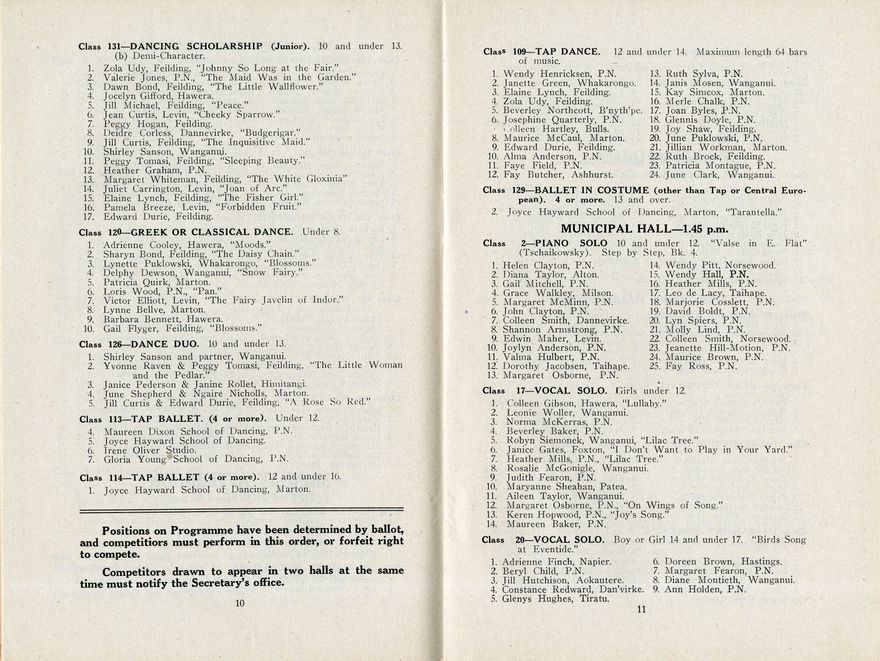 Class 131—DANCING SCHOLARSHIP (Junior). 10 and under 13.
(b) Demi-Character.
1. Zola Udy, Feilding, "Johnny So Long at the Fair."
2. Valerie Jones, P.N., "The Maid Was in the Garden."
3. Dawn Bond, Feilding, "The Little Wallflower."
4. Jocelyn Gifford, Hawera.
5. Jill Michael, Feilding, "Peace."
6. Jean Curtis, Levin, "Cheeky Sparrow."
7. Peggy Hogan, Feilding.
8. Deidre Corless, Dannevirke, "Budgerigar."
9. Jill Curtis, Feilding, "The Inquisitive Maid."
10. Shirley Sanson, Wanganui.
11. Peggy Tomasi, Feilding, "Sleeping Beauty."
12. Heather Graham, P.N.
13. Margaret Whiteman, Feilding, "The White Gloxinia"
14. Juliet Carrington, Levin, "Joan of Arc."
15. Elaine Lynch, Feilding, "The Fisher Girl."
16. Pamela Breeze, Levin, "Forbidden Fruit."
17. Edward Durie, Feilding.
Class 120—GREEK OR CLASSICAL DANCE. Under 8.
1. Adrienne Cooley, Hawera, "Moods."
2. Sharyn Bond, Feilding, "The Daisy Chain."
3. Lynette Puklowski, Whakarongo, "Blossoms."
4. Delphy Dewson, Wanganui, "Snow Fairy."
5. Patricia Quirk, Marton.
6. Loris Wood, P.N., "Pan."
7. Victor Elliott, Levin, "The Fairy Javelin of Indor."
8. Lynne Bellve, Marton.
9. Barbara Bennett, Hawera.
10. Gail Flyger, Feilding, "Blossoms."
Class 126—DANCE DUO. 10 and under 13.
1. Shirley Sanson and partner, Wanganui.
2. Yvonne Raven & Peggy Tomasi, Feilding, "The Little Woman
and the Pedlar."
3. Janice Pederson & Janine Rollet, Himitangi.
4. June Shepherd & Ngaire Nicholls, Marton.
5. Jill Curtis & Edward Durie, Feilding, "A Rose So Red."
Class 113—TAP BALLET. (4 or more). Under 12.
4. Maureen Dixon School of Dancing, P.N.
5. Joyce Hayward School of Dancing.
6. Irene Oliver Studio.
7. Gloria Young School of Dancing, P.N.
Class 114—TAP BALLET (4 or more). 12 and under 16.
1. Joyce Hayward School of Dancing, Marton.
Positions on Programme have been determined by ballot,
and competitiors must perform in this order, or forfeit right
to compete.
Competitors drawn to appear in two halls at the same
time must notify the Secretary's office.
10
Class 109—TAP DANCE. 12 and under 14. Maximum length 64 bars
of music.
1. Wendy Henricksen, P.N.
2. Janette Green, Whakarongo.
3. Elaine Lynch, Feilding.
4. Zola Udy, Feilding.
5. Beverley Northcott, B'nyth'pe.
6. Josephine Quarterly, P.N.
Colleen Hartley, Bulls.
8. Maurice McCaul, Marton.
9. Edward Durie, Feilding.
10. Alma Anderson, P.N.
11. Faye Field, P.N.
12. Fay Butcher, Ashhurst.
13. Ruth Sylva, P.N.
14. Janis Mosen, Wanganui.
15. Kay Simcox, Marton.
16. Merle Chalk, P.N.
17. Joan Byles, P.N.
18. Glennis Doyle, P.N.
19. Joy Shaw, Feilding.
20. June Puklowski, P.N.
21. Jillian Workman, Marton.
22. Ruth Brock, Feilding.
23. Patricia Montague, P.N.
24. June Clark, Wanganui.
Class 129—BALLET IN COSTUME (other than Tap or Central Euro-
pean). 4 or more. 13 and over.
2. Joyce Hayward School of Dancing, Marton, "Tarantella."
MUNICIPAL HALL—1.45 p.m.
Class 2—PIANO SOLO 10 and under 12. "Valse in E. Flat"
(Tschaikowsky). Step by Step, Bk. 4.
1. Helen Clayton, P.N.
2. Diana Taylor, Alton.
3. Gail Mitchell, P.N.
4. Grace Walkley, Milson.
5. Margaret McMinn, P.N.
6. John Clayton, P.N.
7. Colleen Smith, Dannevirke.
8. Shannon Armstrong, P.N.
9. Edwin Maher, Levin.
10. Joylyn Anderson, P.N.
11. Valma Hulbert, P.N.
12. Dorothy Jacobsen, Taihape.
13. Margaret Osborne, P.N.
14. Wendy Pitt, Norsewood.
15. Wendy Hall, P.N.
16. Heather Mills, P.N.
17. Leo de Lacy, Taihape.
18. Marjorie Cosslett, P.N.
19. David Boldt, P.N.
20. Lyn Spiers, P.N.
21. Molly Lind, P.N.
22. Colleen Smith, Norsewood.
23. Jeanette Hill-Motion, P.N.
24. Maurice Brown, P.N.
25. Fay Ross, P.N.
Class 17—VOCAL SOLO. Girls under 12.
1. Colleen Gibson, Hawera, "Lullaby."
2. Leonie Woller, Wanganui.
3. Norma McKerras, P.N.
4. Beverley Baker, P.N.
5. Robyn Siemonek, Wanganui, "Lilac Tree."
6. Janice Gates, Foxton, "I Don't Want to Play in Your Yard."
7. Heather Mills, P.N., "Lilac Tree."
8. Rosalie McGonigle, Wanganui.
9. Judith Fearon, P.N.
10. Maryanne Sheahan, Patea.
11. Aileen Taylor, Wanganui.
12. Margaret Osborne, P.N., "On Wings of Song."
13. Keren Hopwood, P.N., "Joy's Song."
14. Maureen Baker, P.N.
Class 20—VOCAL SOLO. Boy or Girl 14 and under 17. "Birds Song
at Eventide."
1. Adrienne Finch, Napier.
2. Beryl Child, P.N.
3. Jill Hutchison, Aokautere.
4. Constance Redward, Dan'virke.
5. Glenys Hughes, Tiratu.
6. Doreen Brown, Hastings.
7. Margaret Fearon, P.N.
8. Diane Montieth, Wanganui.
9. Ann Holden, P.N.
11